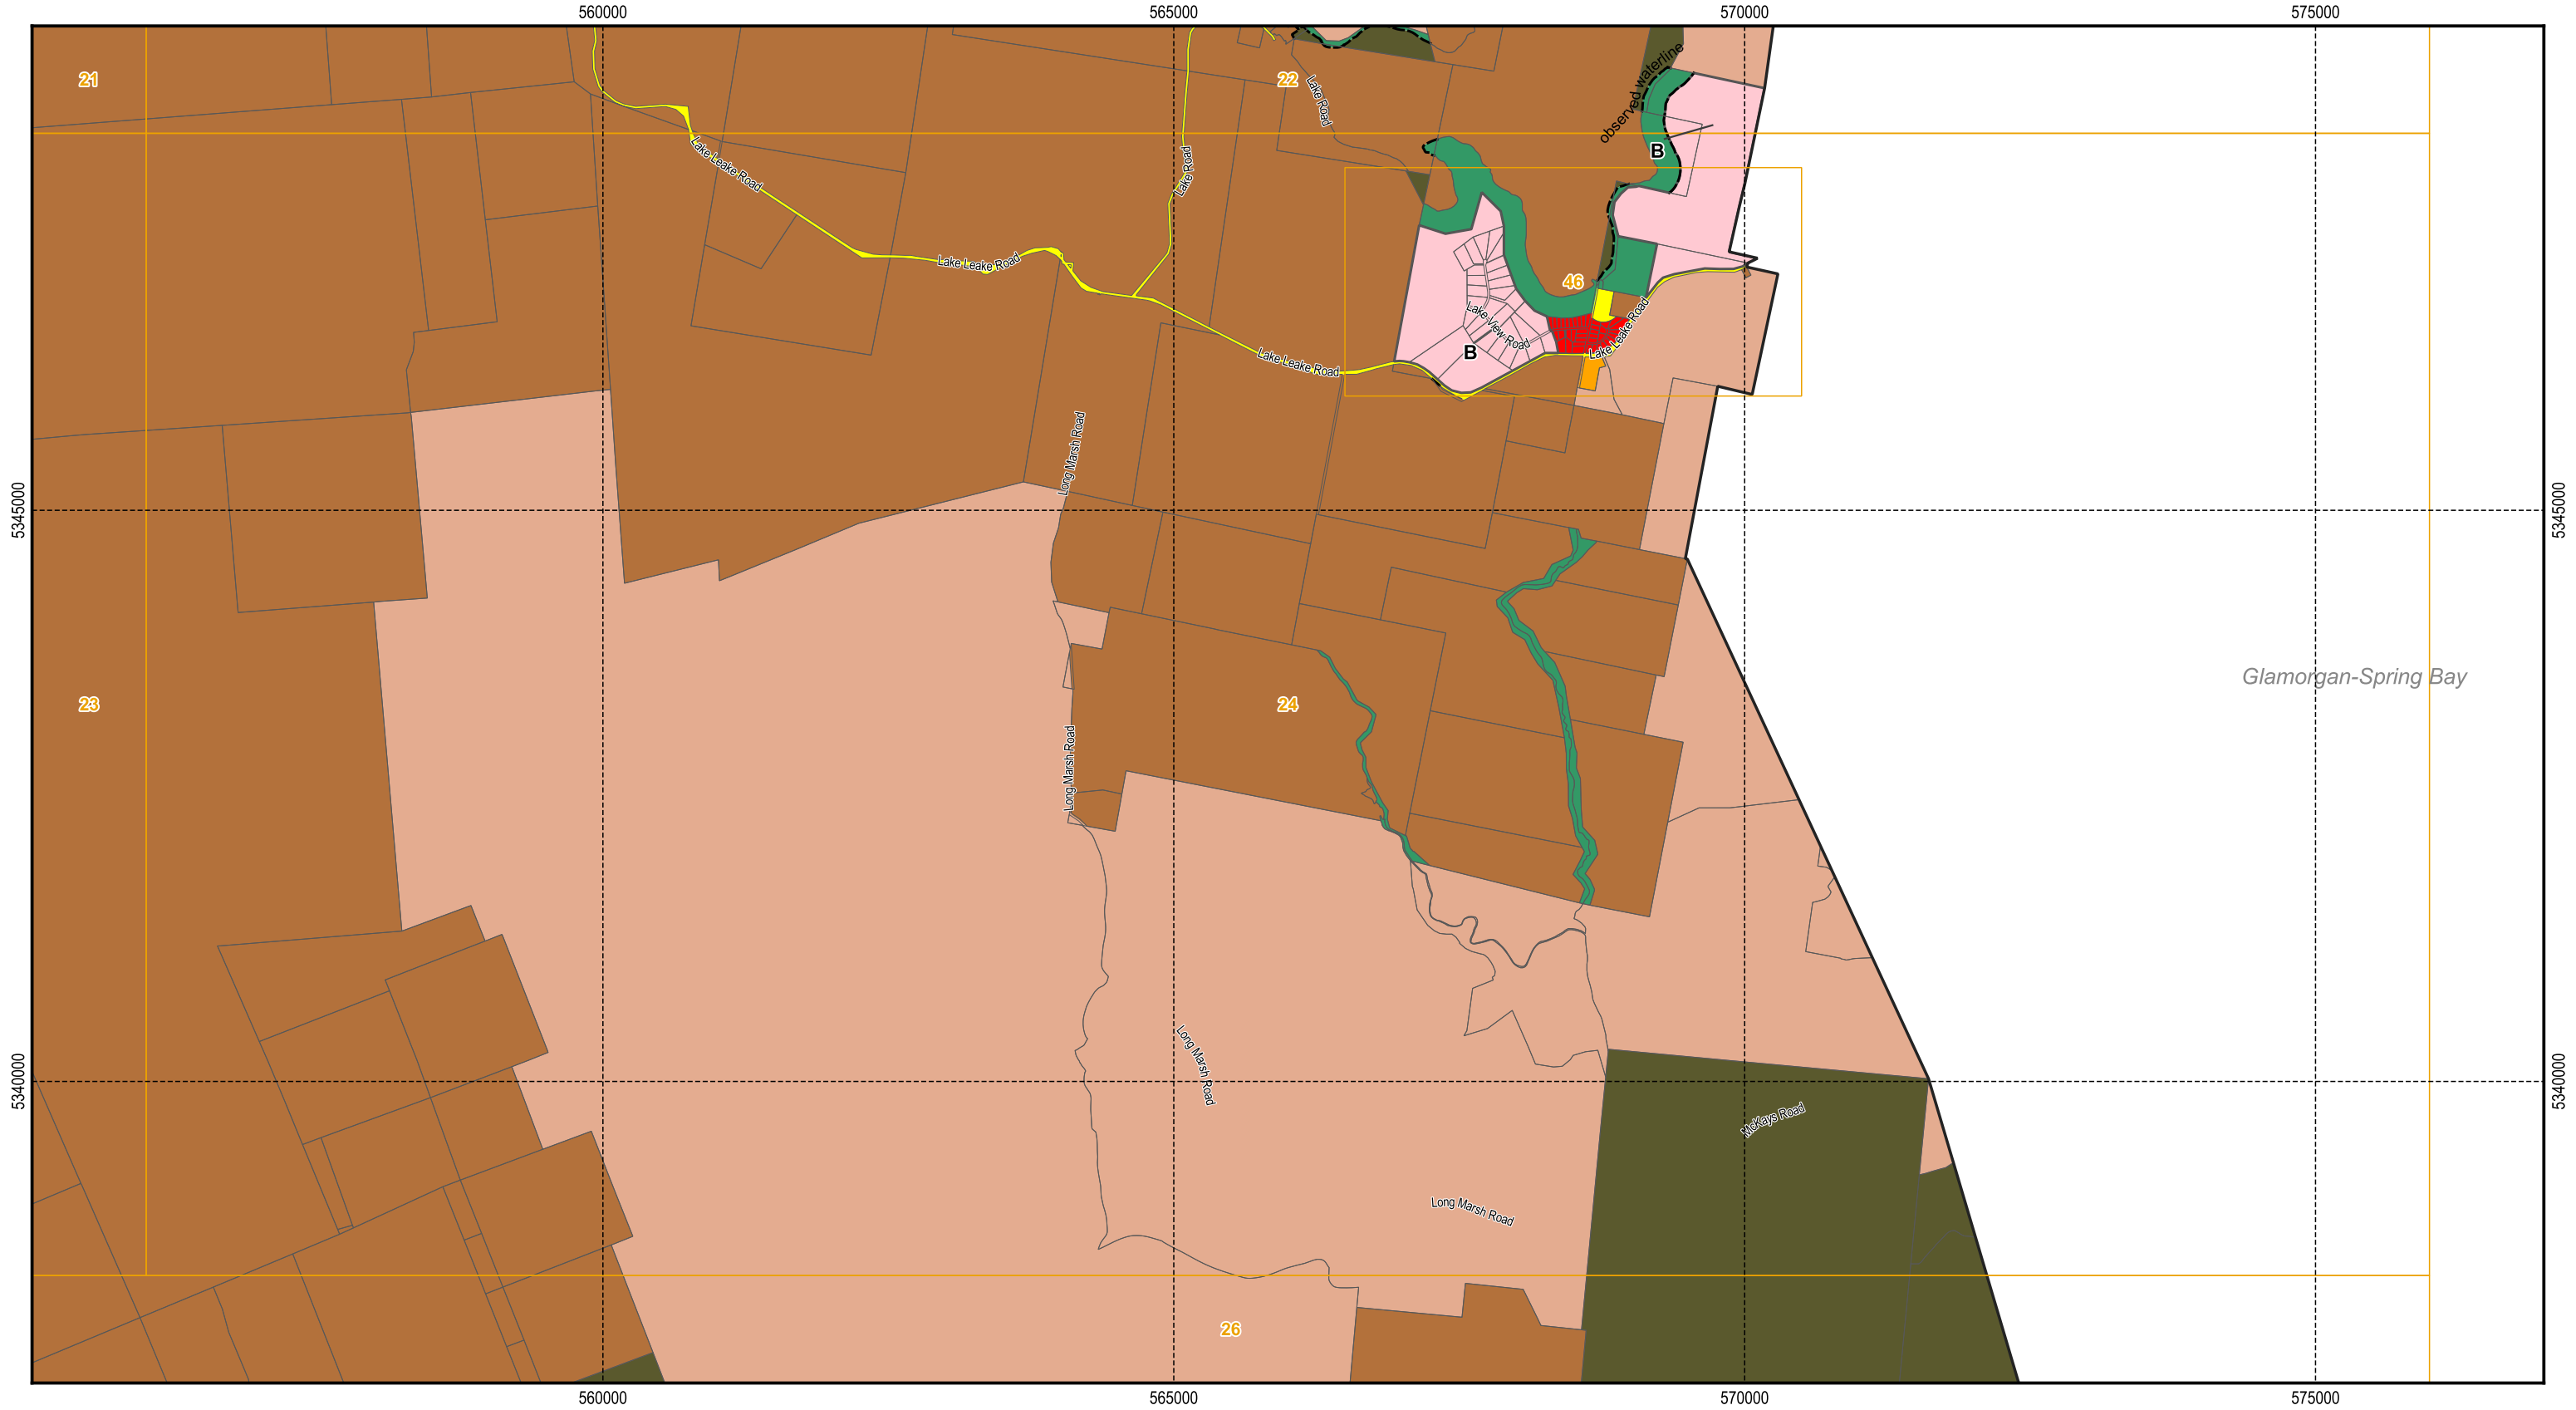 560000
565000
570000
575000
21
22
observed waterline
Lake Road
Lake Leake Road
Lake Road
B
Lake Leake Road
46
Lake View Road
Lake Leake Road
B
Lake Leake Road
Long Marsh Road
5345000
5345000
Glamorgan-Spring Bay
23
24
Long Marsh Road
Long Marsh Road
5340000
5340000
McKays Road
Long Marsh Road
26
560000
565000
570000
575000